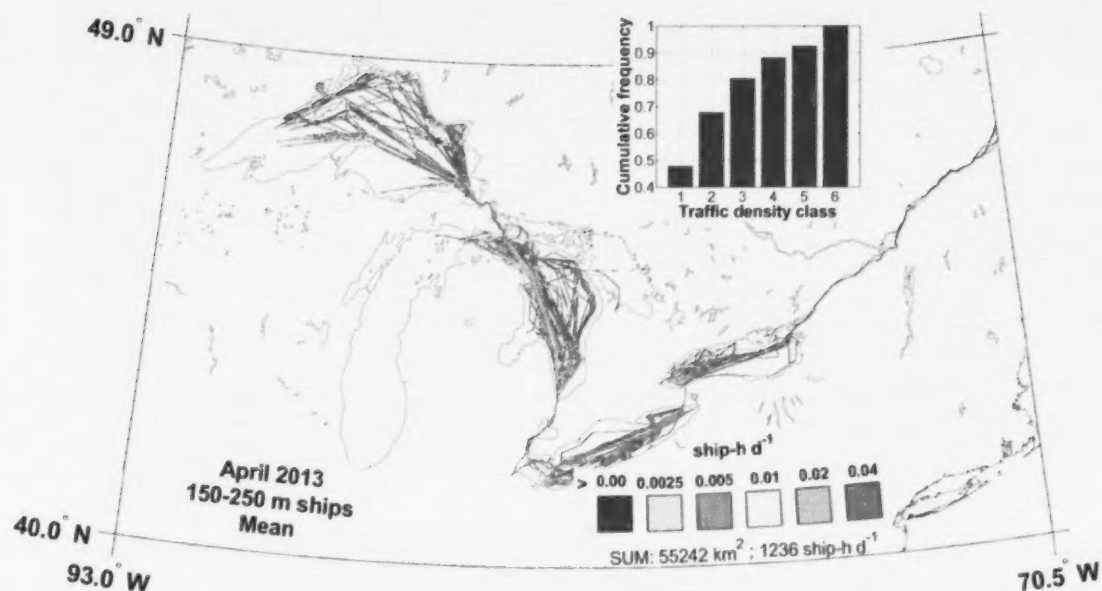 49.0° N
Cumulative frequency
1
0.9
0.8
0.7
0.6
0.5
0.4
1 2 3 4 5 6
Traffic density class
ship-h d-1
> 0.00 0.0025 0.005 0.01 0.02 0.04
SUM: 55242 km2 ; 1236 ship-h d-1
April 2013
150-250 m ships
Mean
40.0° N
93.0° W
70.5° W